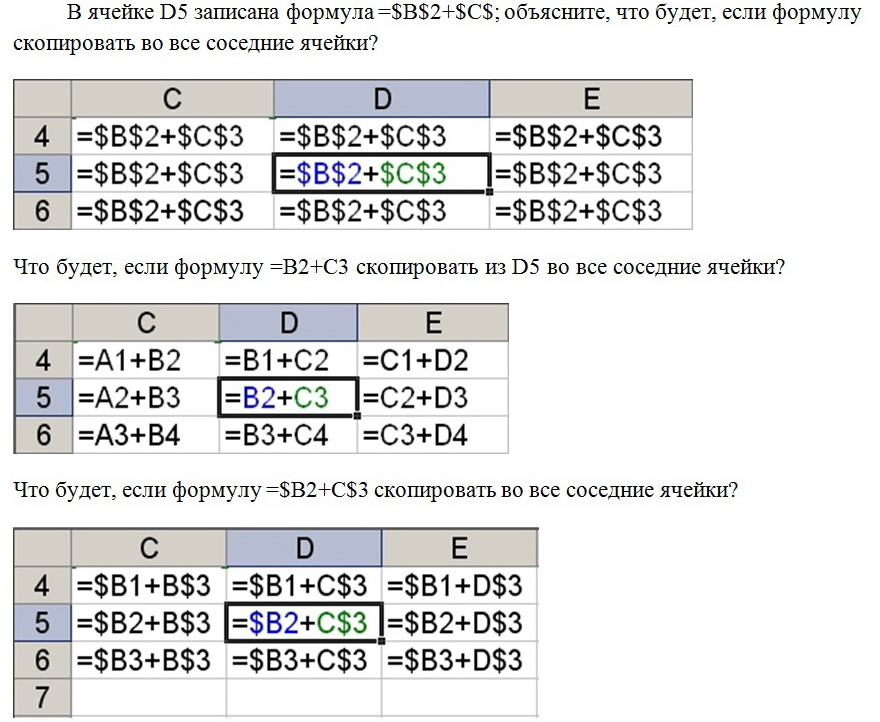 В ячейке D5 записана формула =$B$2+$C$; объясните, что будет, если формулу
скопировать во все соседние ячейки?
C D E
4 =$B$2+$C$3 =$B$2+$C$3 =$B$2+$C$3
5 =$B$2+$C$3 =$B$2+$C$3 =$B$2+$C$3
6 =$B$2+$C$3 =$B$2+$C$3 =$B$2+$C$3
Что будет, если формулу =B2+C3 скопировать из D5 во все соседние ячейки?
C D E
4 =A1+B2 =B1+C2 =C1+D2
5 =A2+B3 =B2+C3 =C2+D3
6 =A3+B4 =B3+C4 =C3+D4
Что будет, если формулу =$B2+C$3 скопировать во все соседние ячейки?
C D E
4 =$B1+B$3 =$B1+C$3 =$B1+D$3
5 =$B2+B$3 =$B2+C$3 =$B2+D$3
6 =$B3+B$3 =$B3+C$3 =$B3+D$3
7